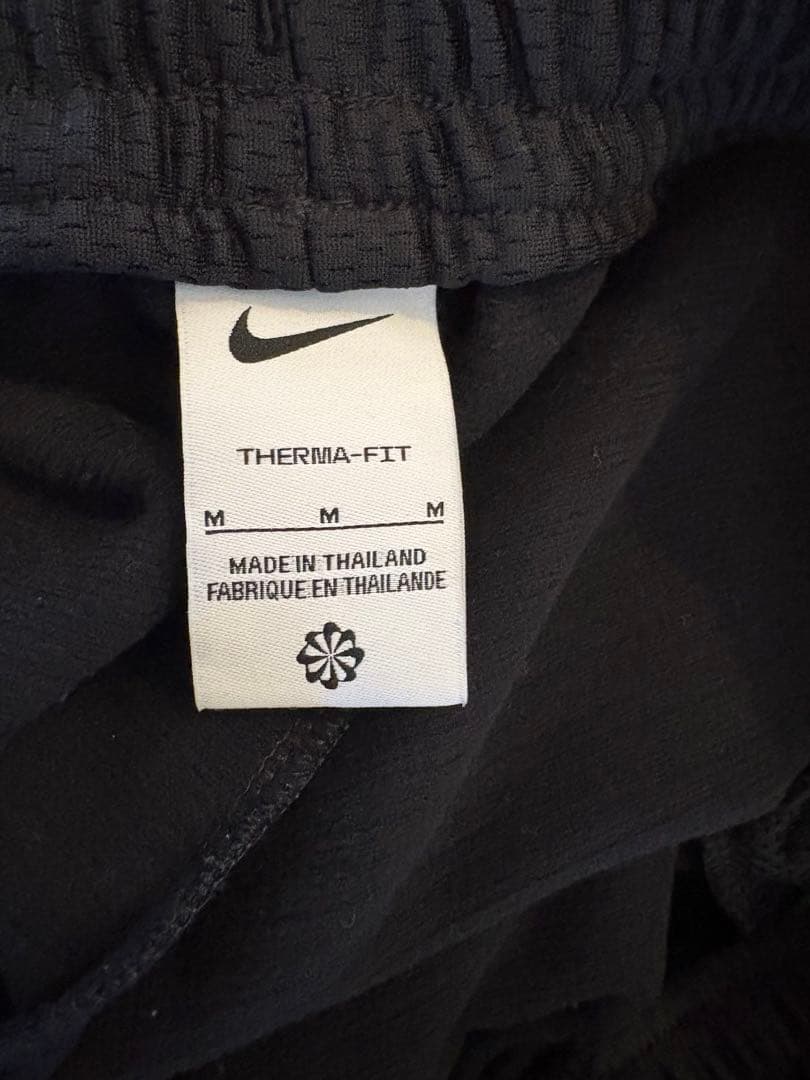 THERMA-FIT
M M M
MADE IN THAILAND
FABRIQUE EN THAILANDE